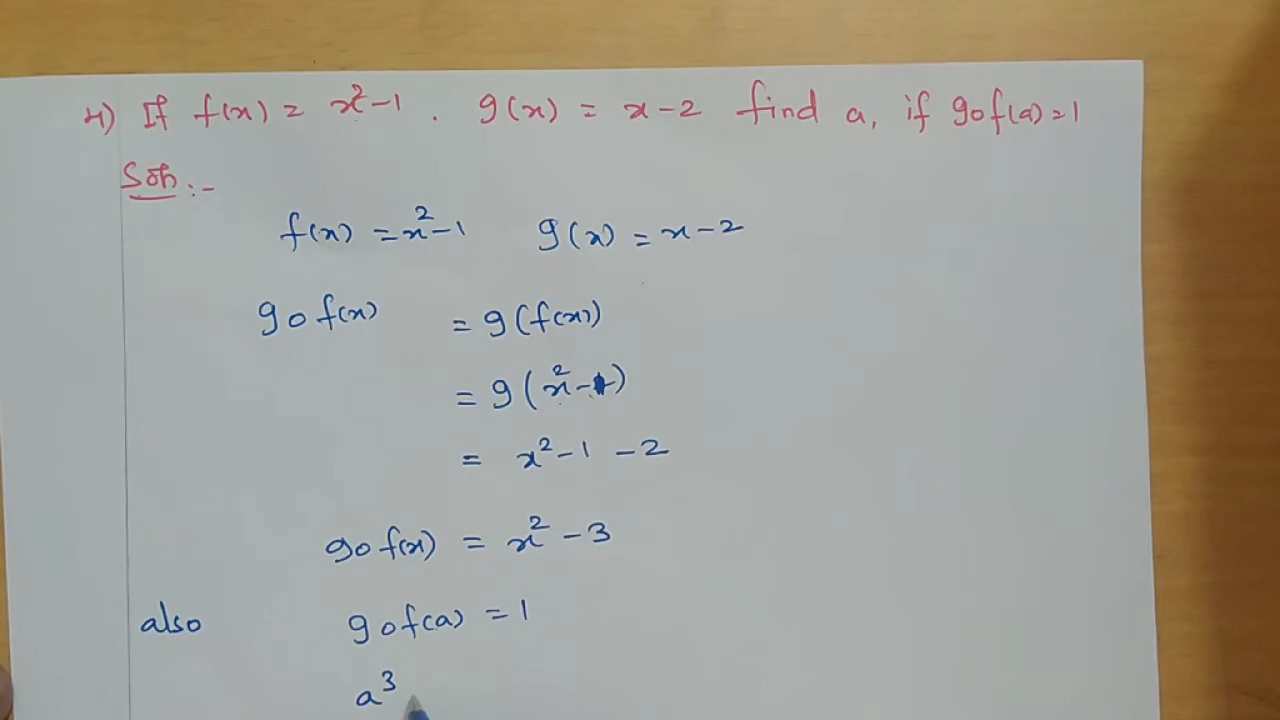 4) If f(x) = x²-1 . g(x) = x-2 find a, if gof(a)=1
Soln :-
f(x) = x²-1 g(x) = x-2
gof(x) = g(f(x))
= g(x²-1)
= x²-1 -2
gof(x) = x²-3
also gof(a) = 1
a³